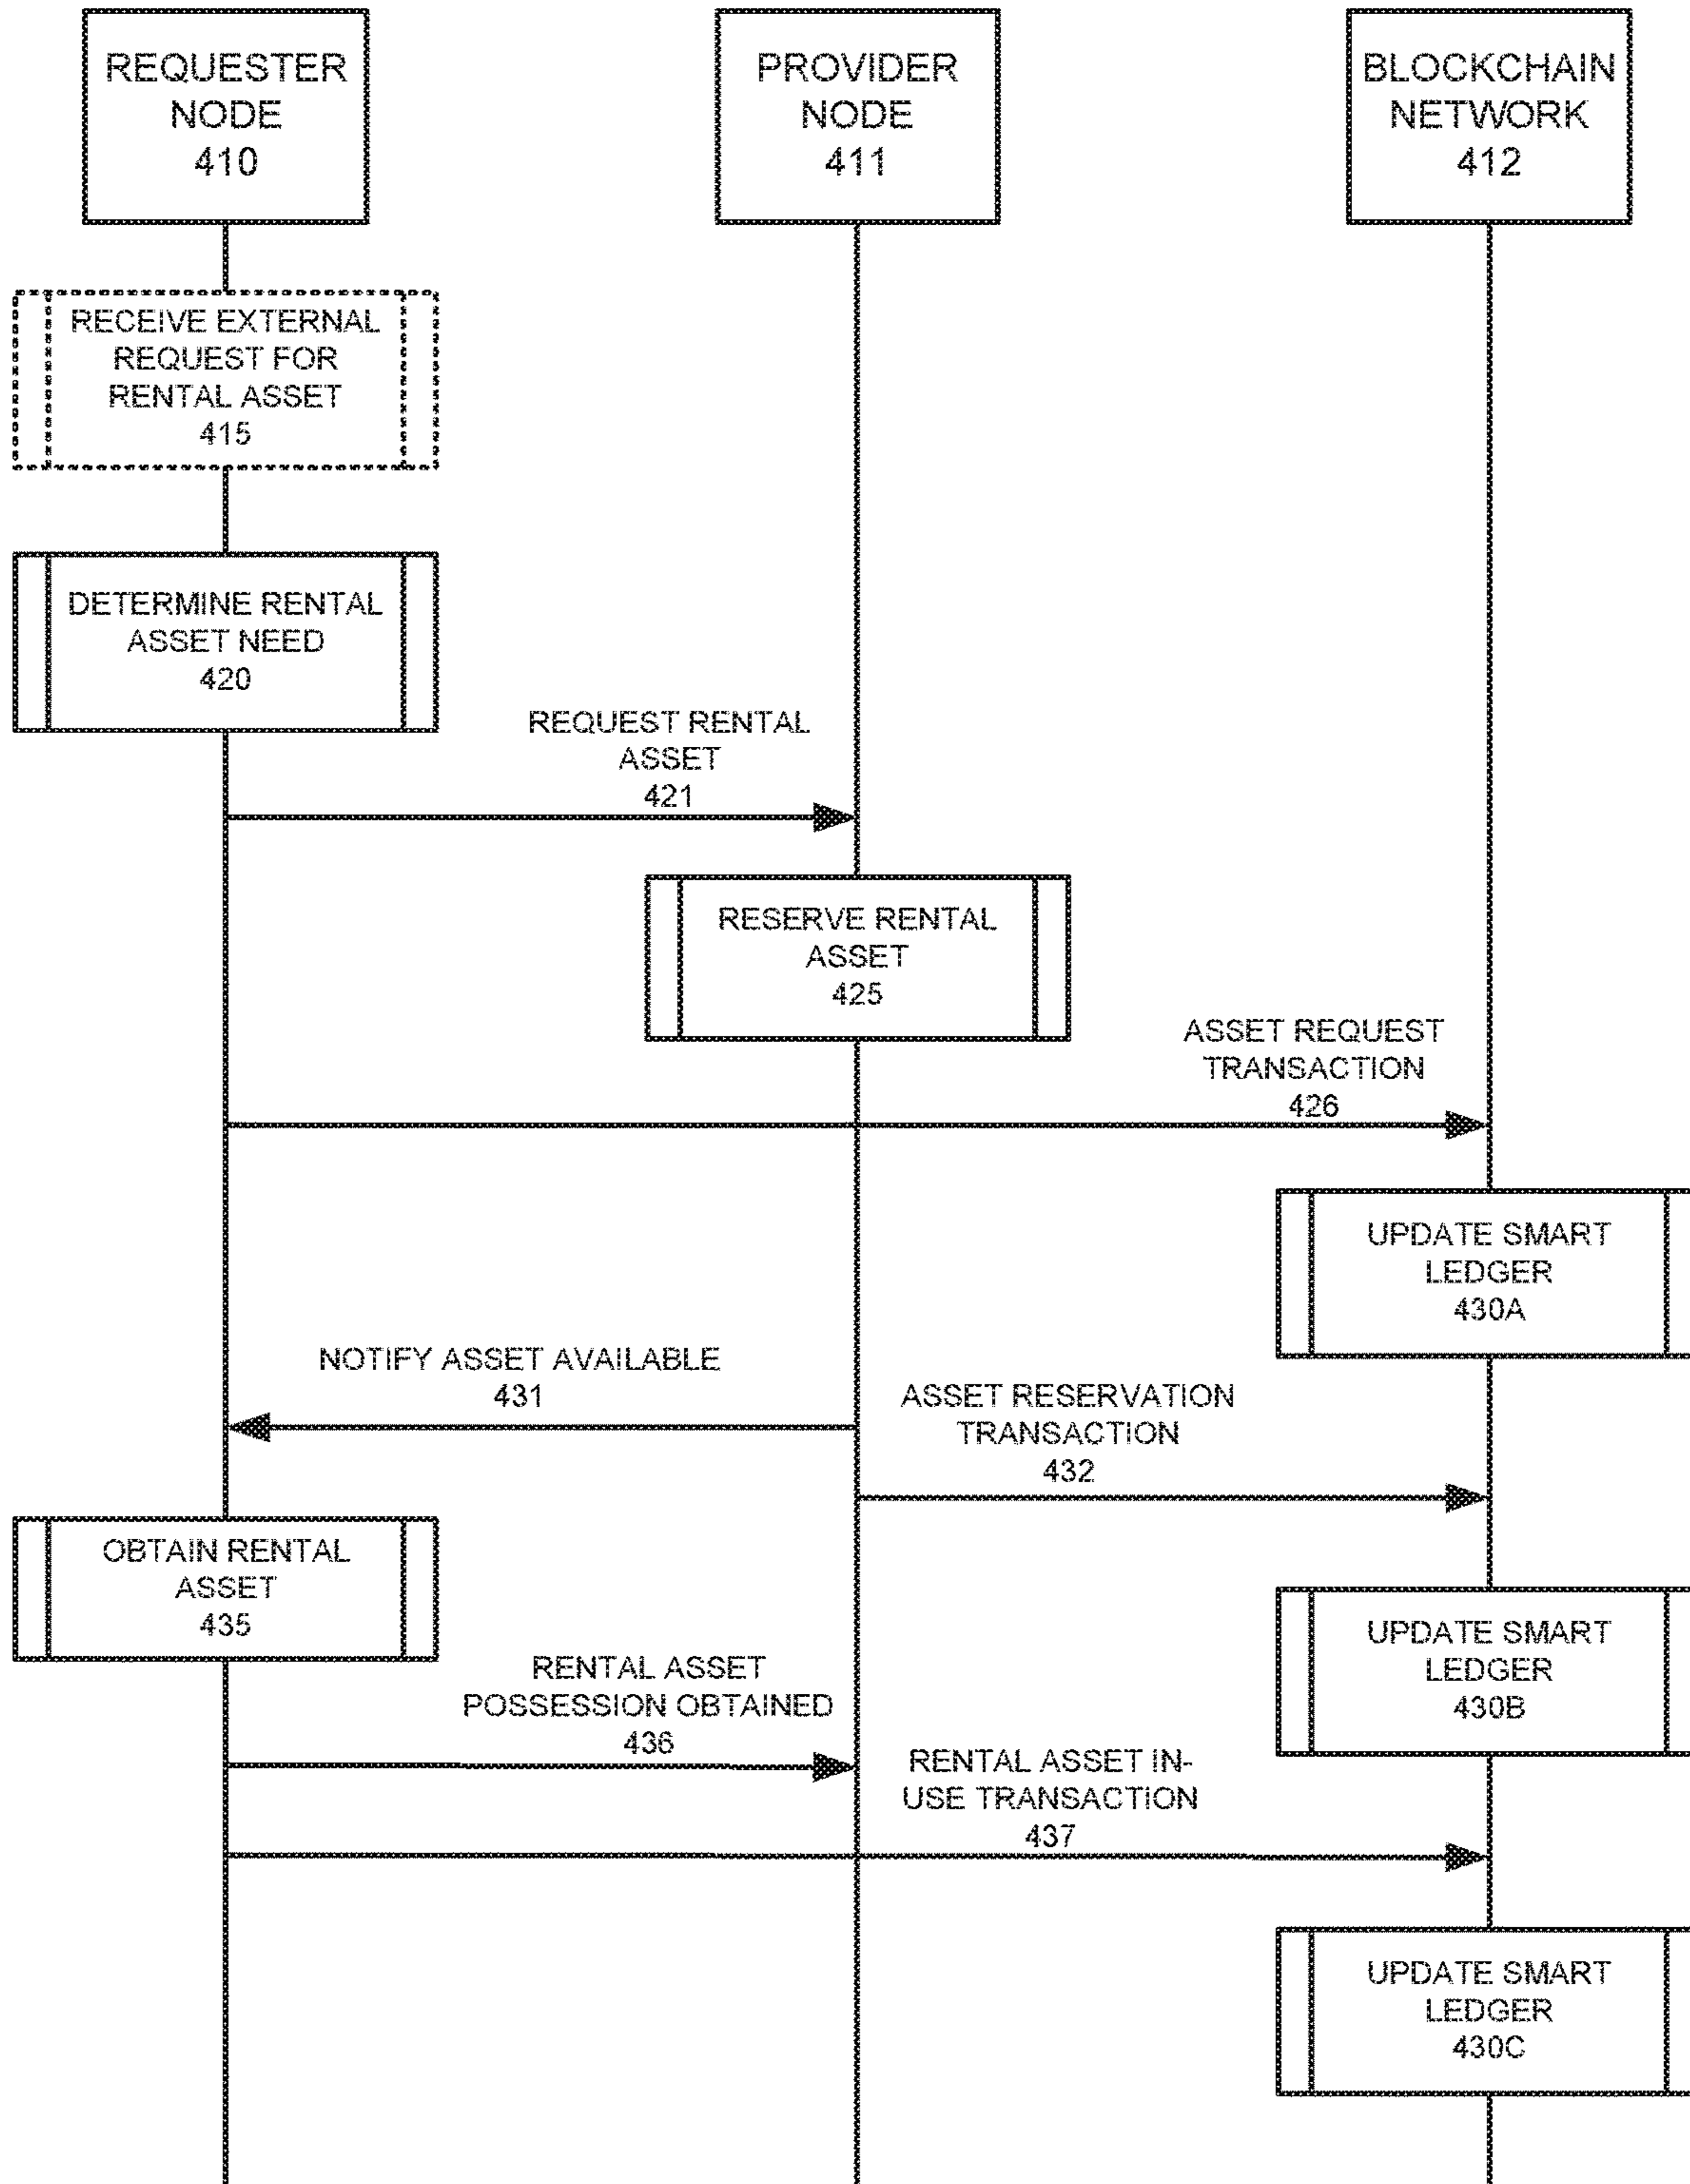 REQUESTER
NODE
410
PROVIDER
NODE
411
BLOCKCHAIN
NETWORK
412
RECEIVE EXTERNAL
REQUEST FOR
RENTAL ASSET
415
DETERMINE RENTAL
ASSET NEED
420
REQUEST RENTAL
ASSET
421
RESERVE RENTAL
ASSET
425
ASSET REQUEST
TRANSACTION
426
UPDATE SMART
LEDGER
430A
NOTIFY ASSET AVAILABLE
431
ASSET RESERVATION
TRANSACTION
432
OBTAIN RENTAL
ASSET
435
UPDATE SMART
LEDGER
430B
RENTAL ASSET
POSSESSION OBTAINED
436
RENTAL ASSET IN-
USE TRANSACTION
437
UPDATE SMART
LEDGER
430C